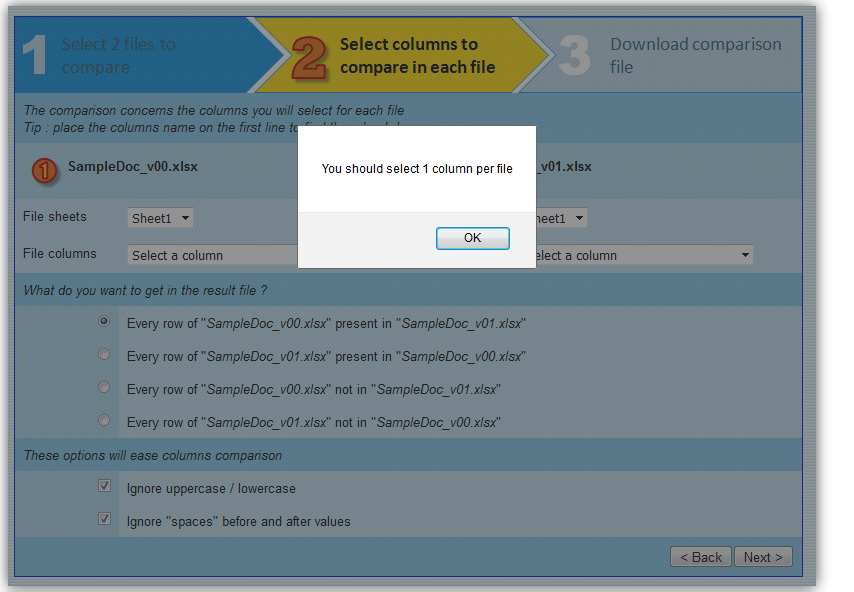 1 Select 2 files to
compare
2 Select columns to
compare in each file
3 Download comparison
file
The comparison concerns the columns you will select for each file
Tip : place the columns name on the first line to
You should select 1 column per file
OK
1 SampleDoc_v00.xlsx
_v01.xlsx
File sheets Sheet1
File columns Select a column
a column
What do you want to get in the result file ?
Every row of "SampleDoc_v00.xlsx" present in "SampleDoc_v01.xlsx"
Every row of "SampleDoc_v01.xlsx" present in "SampleDoc_v00.xlsx"
Every row of "SampleDoc_v00.xlsx" not in "SampleDoc_v01.xlsx"
Every row of "SampleDoc_v01.xlsx" not in "SampleDoc_v00.xlsx"
These options will ease columns comparison
Ignore uppercase / lowercase
Ignore "spaces" before and after values
< Back Next >